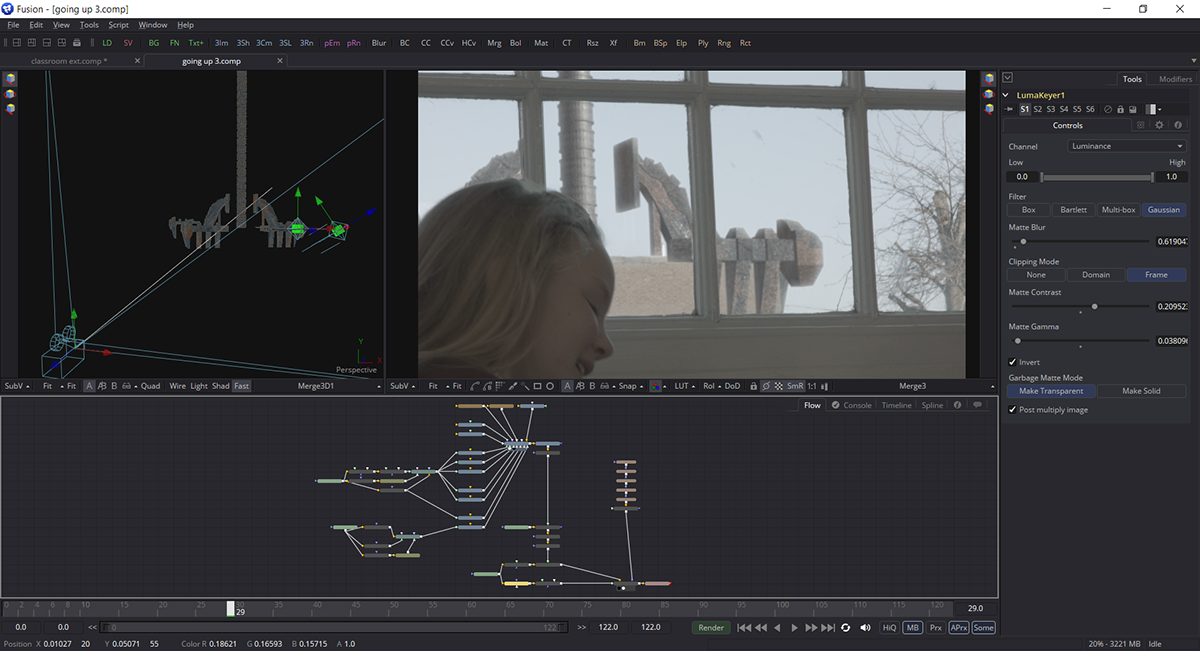 Fusion - [going up 3.comp]
File Edit View Tools Script Window Help
LD SV BG FN Txt+ 3Im 3Sh 3Cm 3SL 3Rn pEm pRn Blur BC CC CCv HCv Mrg Bol Mat CT Rsz Xf Bm BSp Elp Ply Rng Rct
classroom ext.comp * going up 3.comp
Tools Modifiers
LumaKeyer1
S1 S2 S3 S4 S5 S6
Controls
Channel Luminance
Low High
0.0 1.0
Filter
Box Bartlett Multi-box Gaussian
Matte Blur
0.61904
Clipping Mode
None Domain Frame
Matte Contrast
0.20952
Matte Gamma
0.03809
Invert
Garbage Matte Mode
Make Transparent Make Solid
Post multiply image
Y
X
Perspective
SubV Fit Fit A B Quad Wire Light Shad Fast Merge3D1
SubV Fit Fit A B Snap LUT RoI DoD SmR 1:1 Merge3
Flow Console Timeline Spline
0 2 4 6 8 10 15 20 25 29 30 35 40 45 50 55 60 65 70 75 80 85 90 95 100 105 110 115 120 29.0
0.0 0.0 << 0 122 >> 122.0 122.0 Render HiQ MB Prx APrx Some
Position X 0.01027 20 Y 0.05071 55 Color R 0.18621 G 0.16593 B 0.15715 A 1.0 20% - 3221 MB Idle